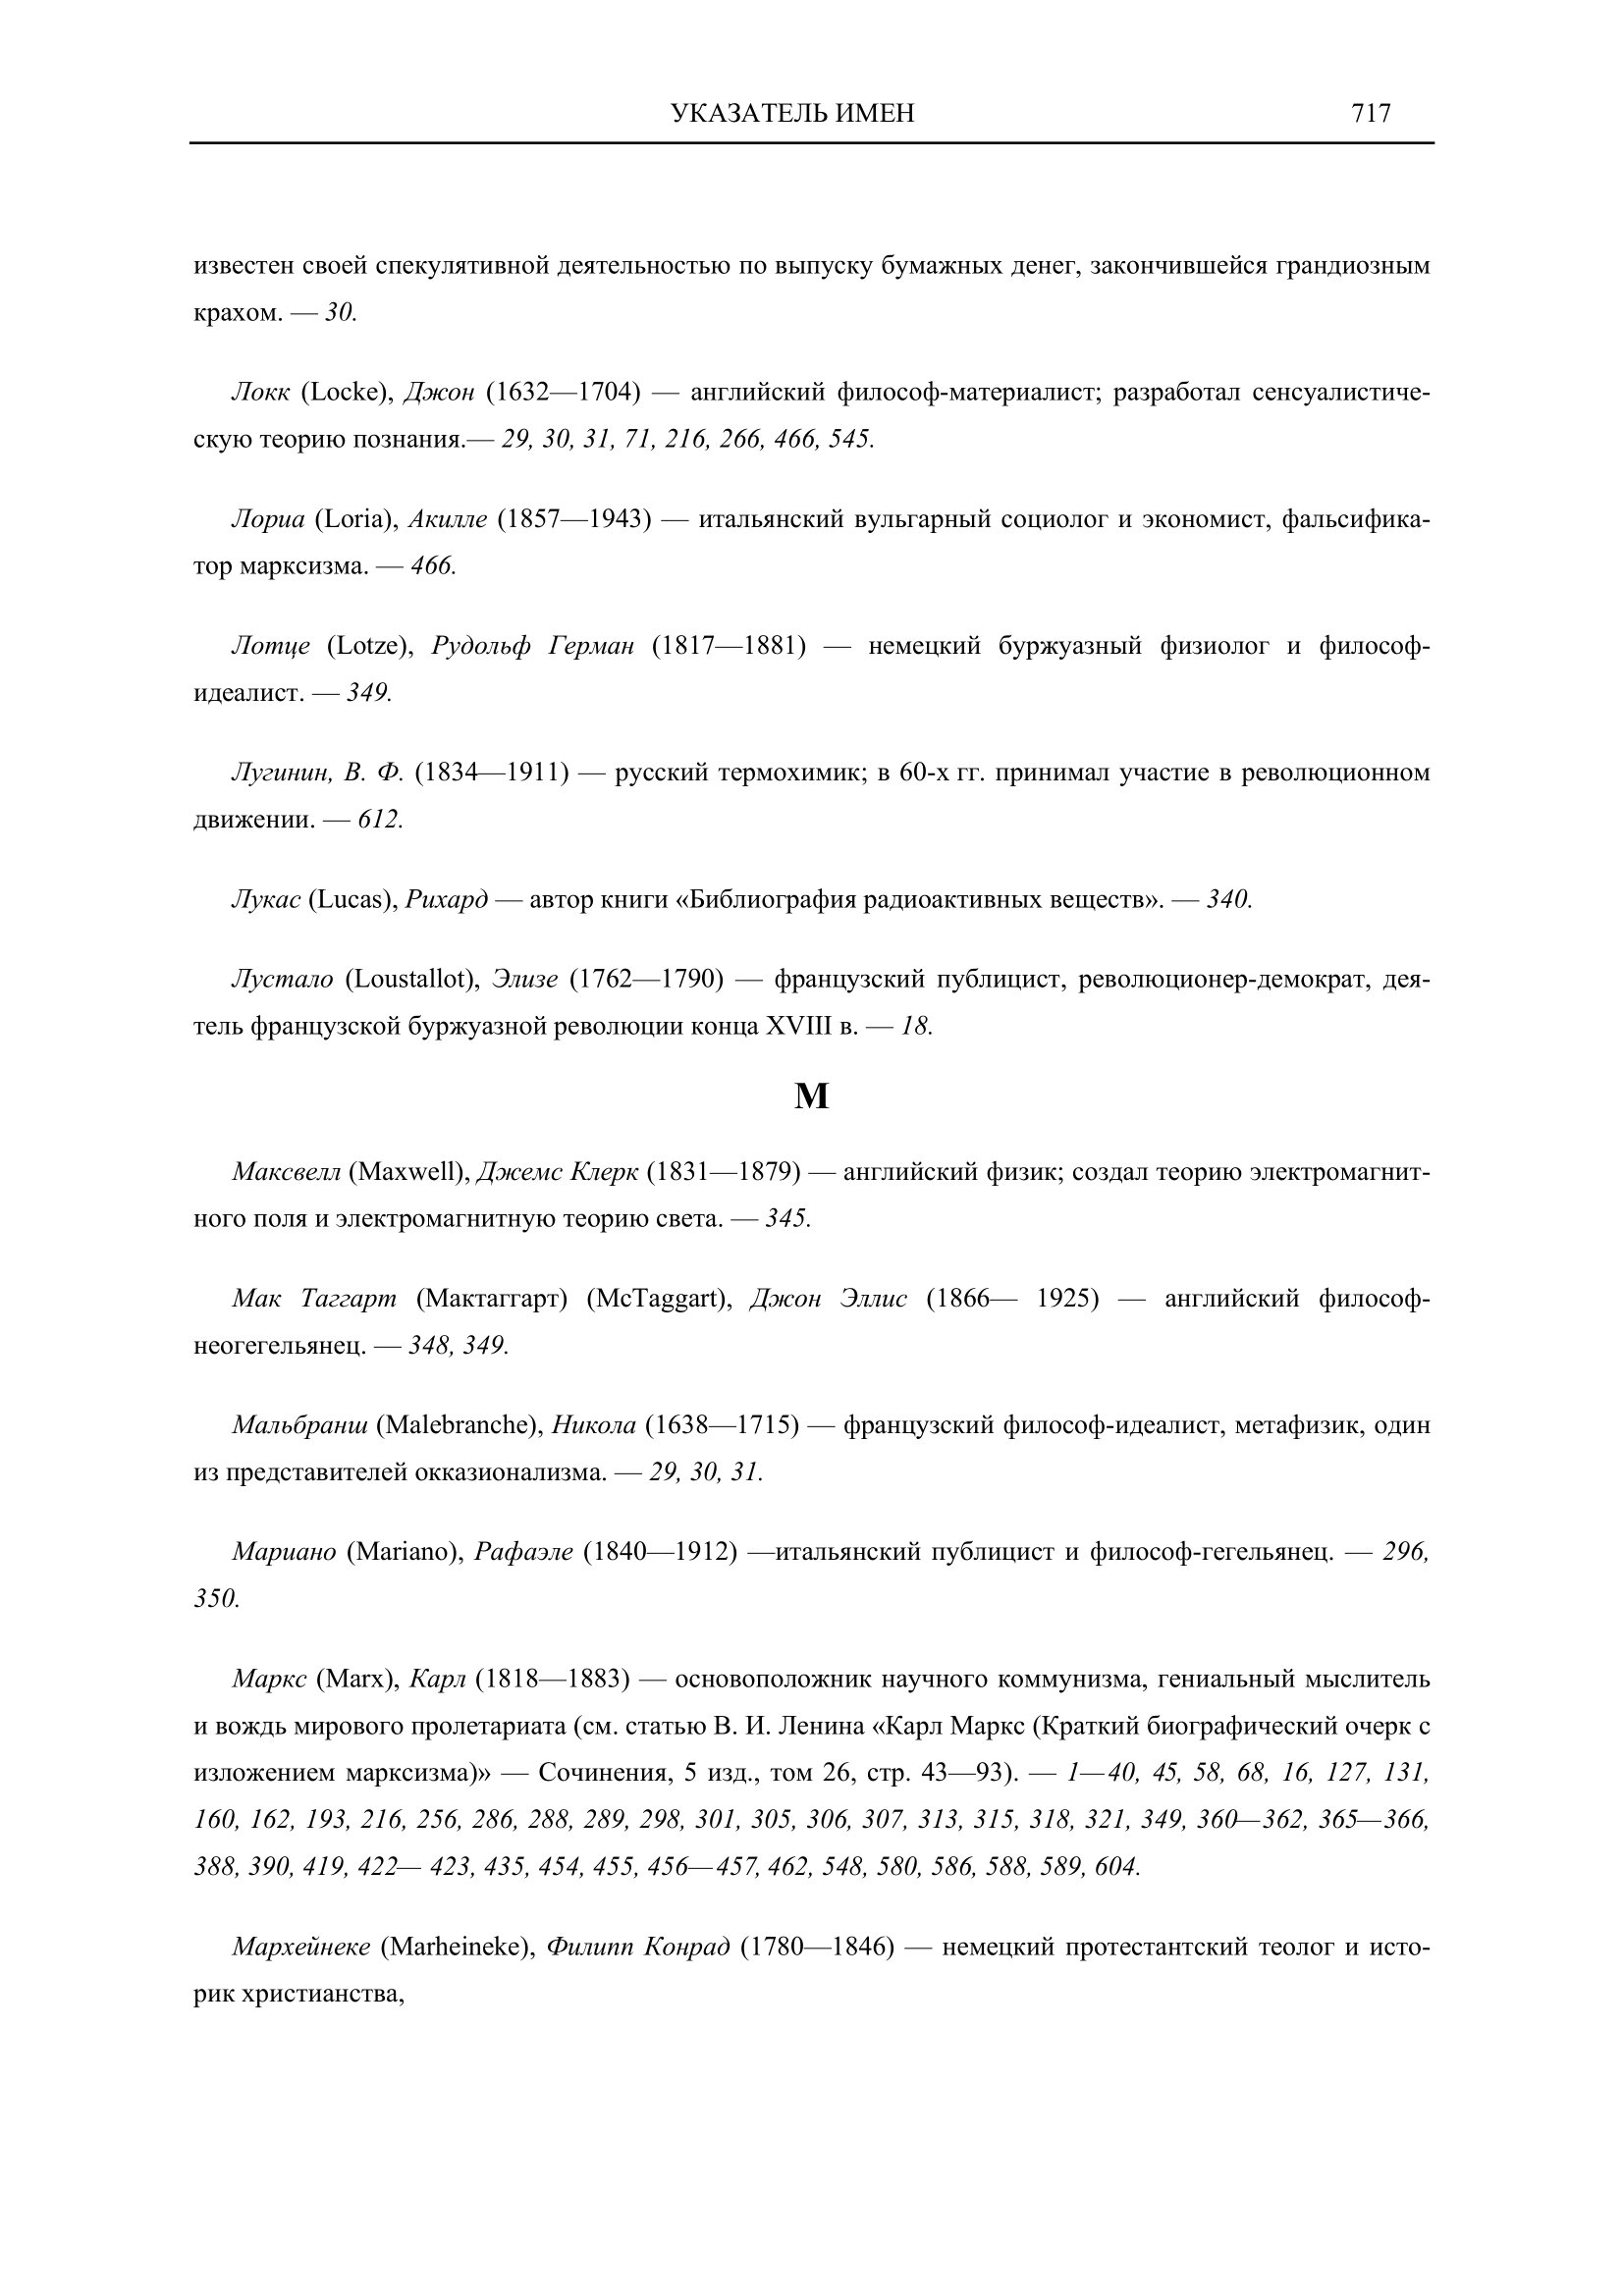 УКАЗАТЕЛЬ ИМЕН 717
известен своей спекулятивной деятельностью по выпуску бумажных денег, закончившейся грандиозным
крахом. — 30.
Локк (Locke), Джон (1632—1704) — английский философ-материалист; разработал сенсуалистиче-
скую теорию познания.— 29, 30, 31, 71, 216, 266, 466, 545.
Лориа (Loria), Акилле (1857—1943) — итальянский вульгарный социолог и экономист, фальсифика-
тор марксизма. — 466.
Лотце (Lotze), Рудольф Герман (1817—1881) — немецкий буржуазный физиолог и философ-
идеалист. — 349.
Лугинин, В. Ф. (1834—1911) — русский термохимик; в 60-х гг. принимал участие в революционном
движении. — 612.
Лукас (Lucas), Рихард — автор книги «Библиография радиоактивных веществ». — 340.
Лустало (Loustallot), Элизе (1762—1790) — французский публицист, революционер-демократ, дея-
тель французской буржуазной революции конца XVIII в. — 18.
М
Максвелл (Maxwell), Джемс Клерк (1831—1879) — английский физик; создал теорию электромагнит-
ного поля и электромагнитную теорию света. — 345.
Мак Таггарт (Мактаггарт) (McTaggart), Джон Эллис (1866— 1925) — английский философ-
неогегельянец. — 348, 349.
Мальбранш (Malebranche), Никола (1638—1715) — французский философ-идеалист, метафизик, один
из представителей окказионализма. — 29, 30, 31.
Мариано (Mariano), Рафаэле (1840—1912) —итальянский публицист и философ-гегельянец. — 296,
350.
Маркс (Marx), Карл (1818—1883) — основоположник научного коммунизма, гениальный мыслитель
и вождь мирового пролетариата (см. статью В. И. Ленина «Карл Маркс (Краткий биографический очерк с
изложением марксизма)» — Сочинения, 5 изд., том 26, стр. 43—93). — 1—40, 45, 58, 68, 16, 127, 131,
160, 162, 193, 216, 256, 286, 288, 289, 298, 301, 305, 306, 307, 313, 315, 318, 321, 349, 360—362, 365—366,
388, 390, 419, 422— 423, 435, 454, 455, 456—457, 462, 548, 580, 586, 588, 589, 604.
Мархейнеке (Marheineke), Филипп Конрад (1780—1846) — немецкий протестантский теолог и исто-
рик христианства,